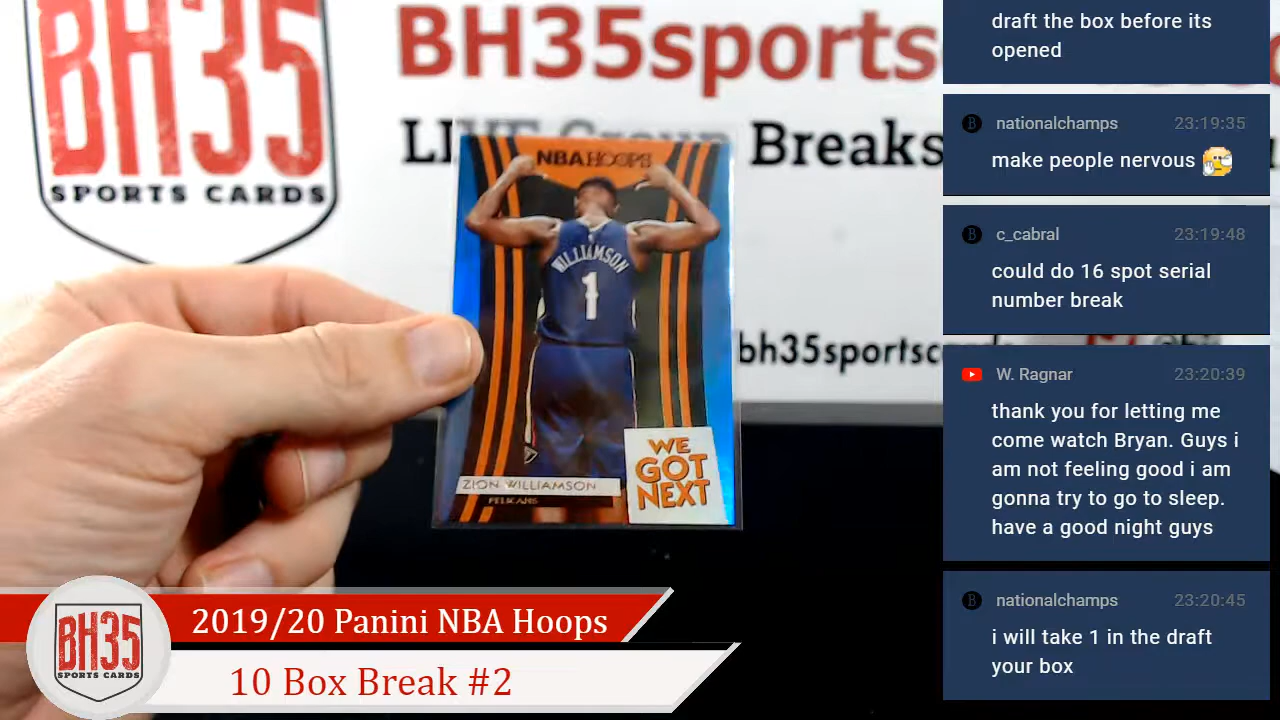 BH35
SPORTS CARDS
BH35sports
LIVE Group Breaks
bh35sportsc
NBA HOOPS
WILLIAMSON
1
ZION WILLIAMSON
PELICANS
WE
GOT
NEXT
BH35
SPORTS CARDS
2019/20 Panini NBA Hoops
10 Box Break #2
draft the box before its
opened
nationalchamps 23:19:35
make people nervous
c_cabral 23:19:48
could do 16 spot serial
number break
W. Ragnar 23:20:39
thank you for letting me
come watch Bryan. Guys i
am not feeling good i am
gonna try to go to sleep.
have a good night guys
nationalchamps 23:20:45
i will take 1 in the draft
your box